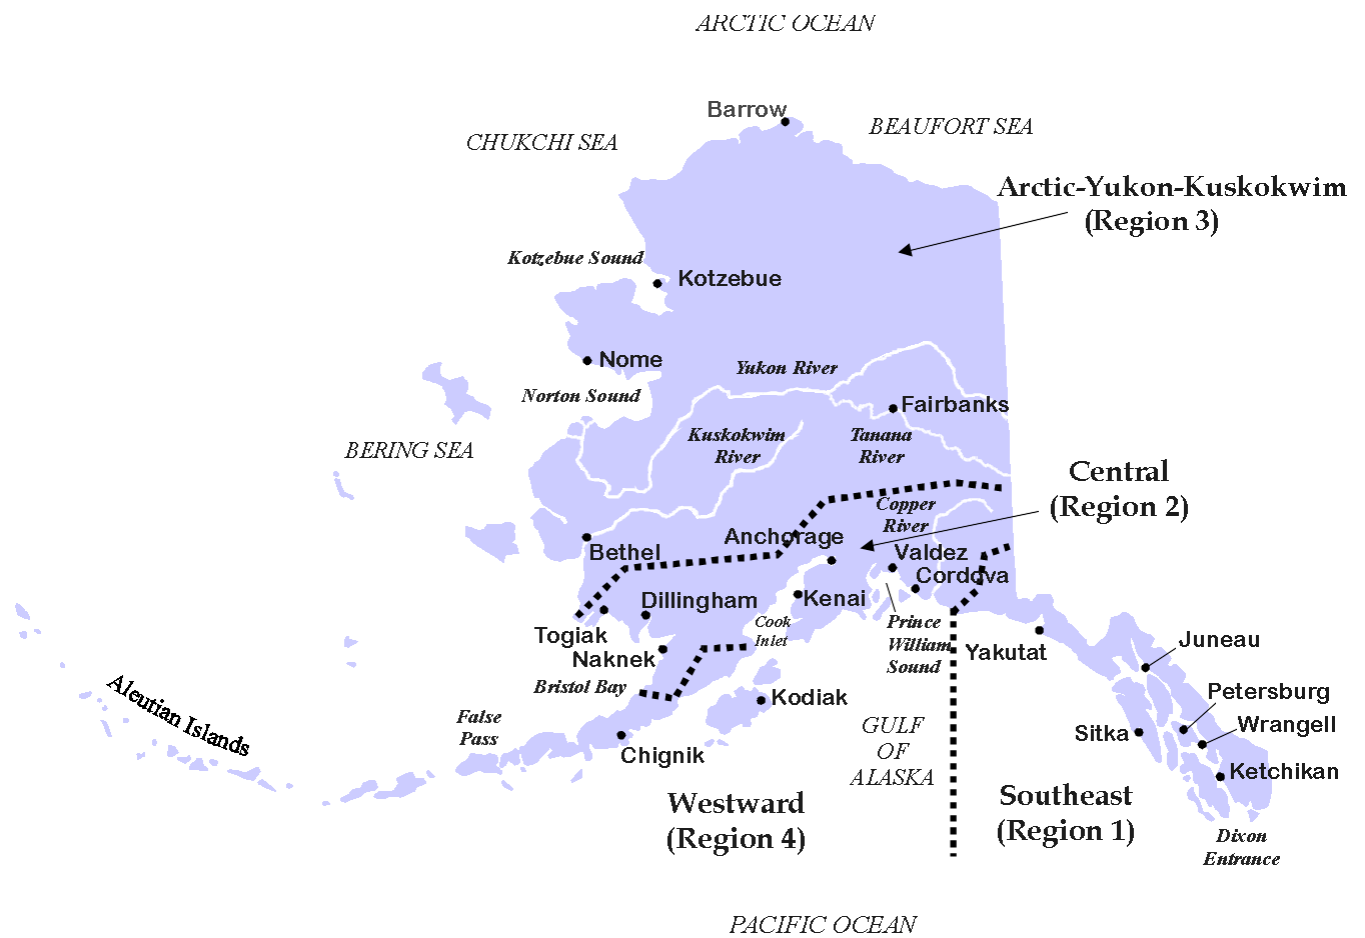 ARCTIC OCEAN
Barrow
BEAUFORT SEA
CHUKCHI SEA
Arctic-Yukon-Kuskokwim
(Region 3)
Kotzebue Sound
Kotzebue
Nome
Yukon River
Norton Sound
Fairbanks
Kuskokwim
River
Tanana
River
BERING SEA
Central
(Region 2)
Copper
River
Anchorage
Bethel
Valdez
Cordova
Dillingham
Kenai
Togiak
Cook
Inlet
Prince
William
Sound
Naknek
Yakutat
Juneau
Bristol Bay
Kodiak
Petersburg
Aleutian Islands
False
Pass
GULF
OF
ALASKA
Sitka
Wrangell
Chignik
Ketchikan
Westward
(Region 4)
Southeast
(Region 1)
Dixon
Entrance
PACIFIC OCEAN